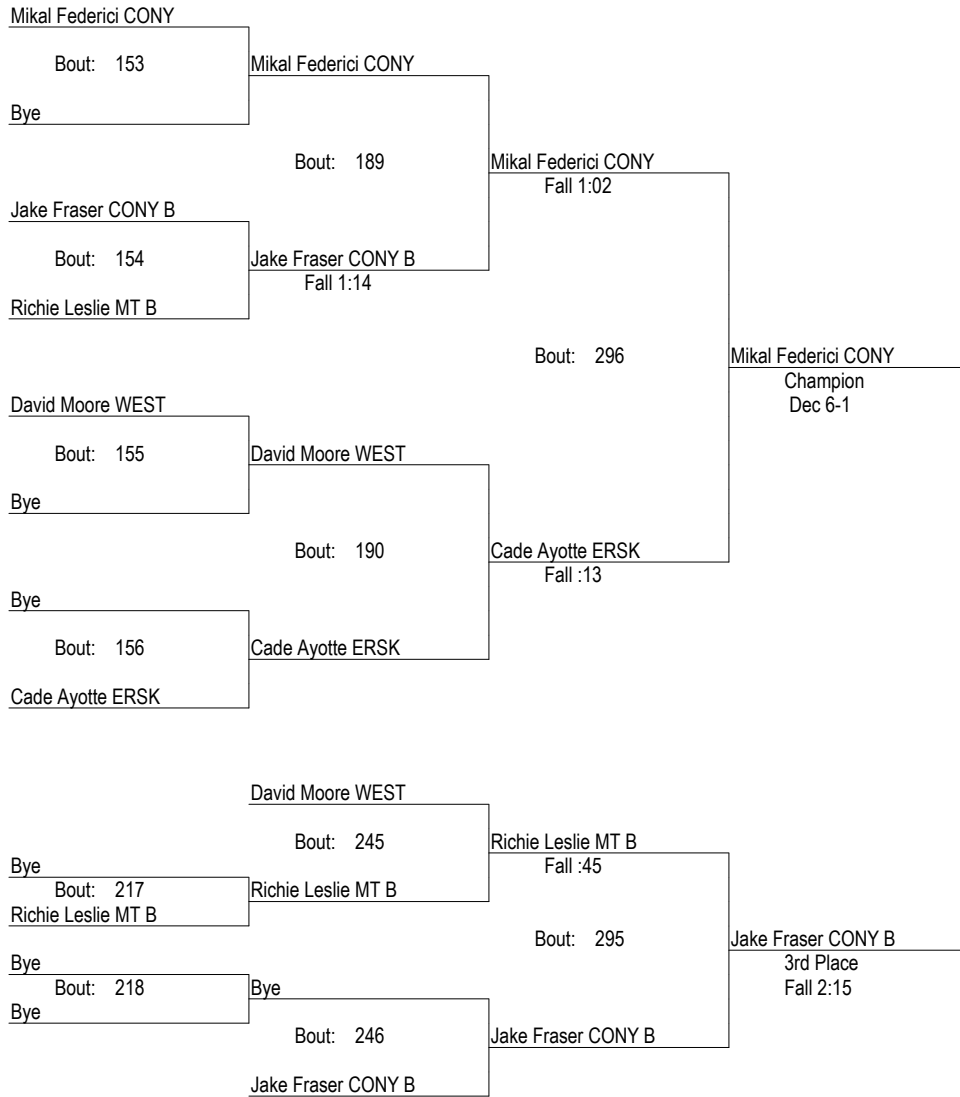 Mikal Federici CONY
Bout: 153
Mikal Federici CONY
Bye
Bout: 189
Mikal Federici CONY
Fall 1:02
Jake Fraser CONY B
Bout: 154
Jake Fraser CONY B
Fall 1:14
Richie Leslie MT B
Bout: 296
Mikal Federici CONY
Champion
Dec 6-1
David Moore WEST
Bout: 155
David Moore WEST
Bye
Bout: 190
Cade Ayotte ERSK
Fall :13
Bye
Bout: 156
Cade Ayotte ERSK
Cade Ayotte ERSK
David Moore WEST
Bout: 245
Richie Leslie MT B
Fall :45
Bye
Bout: 217
Richie Leslie MT B
Richie Leslie MT B
Bout: 295
Jake Fraser CONY B
3rd Place
Fall 2:15
Bye
Bout: 218
Bye
Bye
Bout: 246
Jake Fraser CONY B
Jake Fraser CONY B